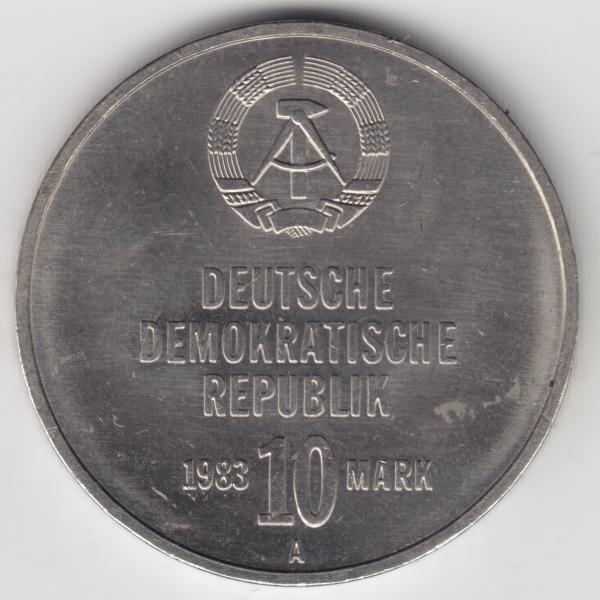 DEUTSCHE
DEMOKRATISCHE
REPUBLIK
1983 10 MARK
A